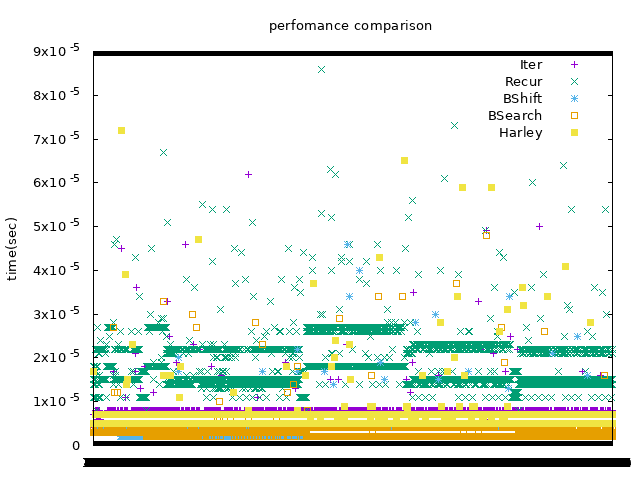 perfomance comparison
9x10-5
8x10-5
7x10-5
6x10-5
5x10-5
4x10-5
3x10-5
2x10-5
1x10-5
0
time(sec)
Iter
Recur
BShift
BSearch
Harley